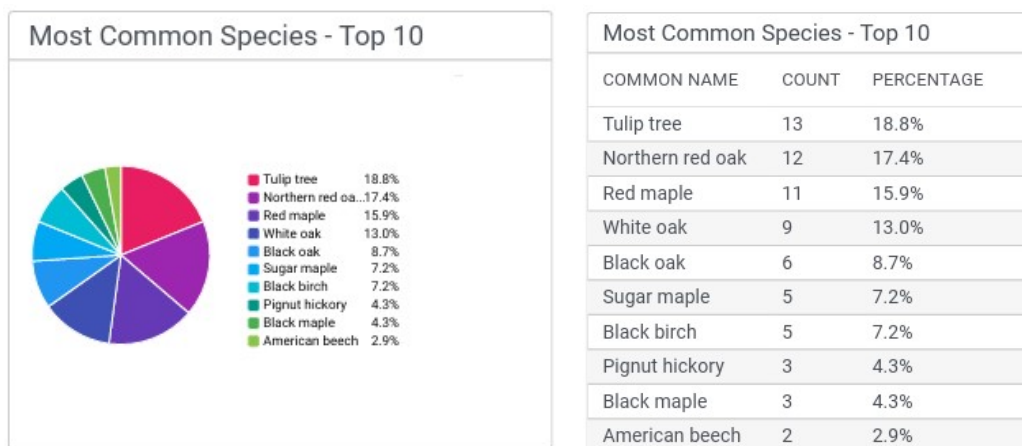 Most Common Species - Top 10
Tulip tree 18.8%
Northern red oa...17.4%
Red maple 15.9%
White oak 13.0%
Black oak 8.7%
Sugar maple 7.2%
Black birch 7.2%
Pignut hickory 4.3%
Black maple 4.3%
American beech 2.9%
Most Common Species - Top 10
COMMON NAME COUNT PERCENTAGE
Tulip tree 13 18.8%
Northern red oak 12 17.4%
Red maple 11 15.9%
White oak 9 13.0%
Black oak 6 8.7%
Sugar maple 5 7.2%
Black birch 5 7.2%
Pignut hickory 3 4.3%
Black maple 3 4.3%
American beech 2 2.9%